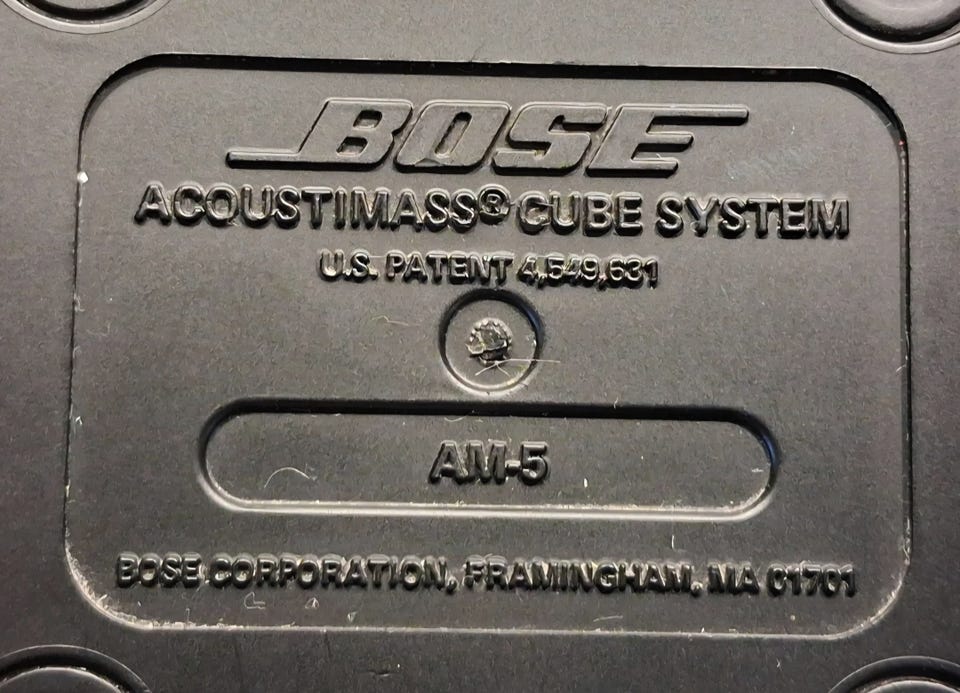 BOSE
ACOUSTIMASS® CUBE SYSTEM
U.S. PATENT 4,549,631
AM-5
BOSE CORPORATION, FRAMINGHAM, MA 01701